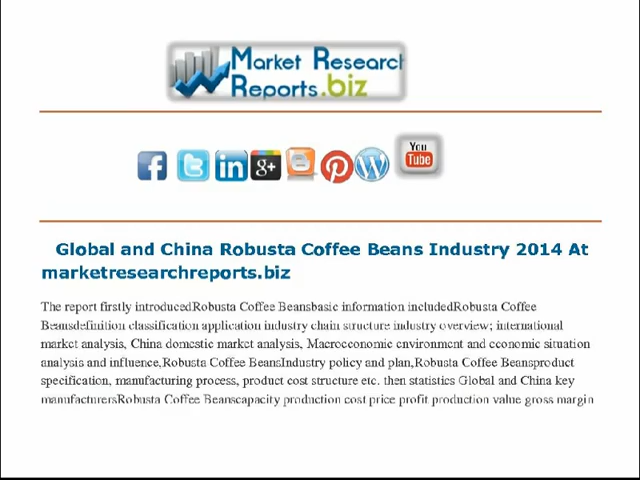 Market Research
Reports.biz
f t in g+ B P W You
Tube
Global and China Robusta Coffee Beans Industry 2014 At
marketresearchreports.biz
The report firstly introducedRobusta Coffee Beansbasic information includedRobusta Coffee
Beansdefinition classification application industry chain structure industry overview; international
market analysis, China domestic market analysis, Macroeconomic environment and economic situation
analysis and influence,Robusta Coffee BeansIndustry policy and plan,Robusta Coffee Beansproduct
specification, manufacturing process, product cost structure etc. then statistics Global and China key
manufacturersRobusta Coffee Beanscapacity production cost price profit production value gross margin